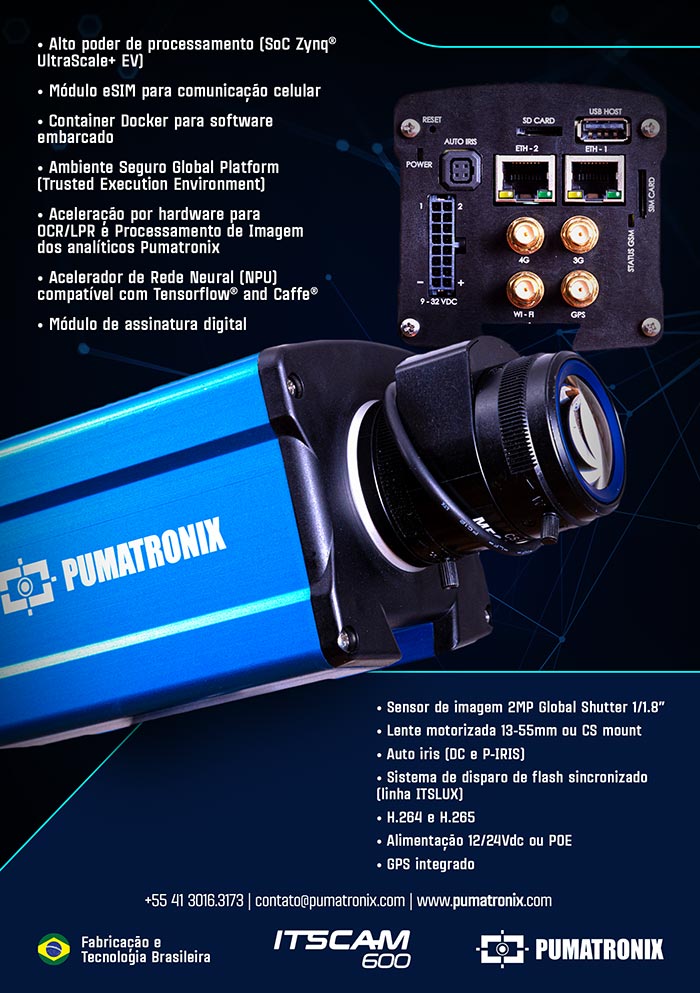 • Alto poder de processamento (SoC Zynq®
UltraScale+ EV)
• Módulo eSIM para comunicação celular
• Container Docker para software
embarcado
• Ambiente Seguro Global Platform
(Trusted Execution Environment)
• Aceleração por hardware para
OCR/LPR e Processamento de Imagem
dos analíticos Pumatronix
• Acelerador de Rede Neural (NPU)
compatível com Tensorflow® and Caffe®
• Módulo de assinatura digital
RESET
SD CARD
USB HOST
AUTO IRIS
POWER
ETH - 2
ETH - 1
SIM CARD
1 2
4G
3G
STATUS GSM
− +
9 - 32 VDC
WI - FI
GPS
PUMATRONIX
• Sensor de imagem 2MP Global Shutter 1/1.8”
• Lente motorizada 13-55mm ou CS mount
• Auto iris (DC e P-IRIS)
• Sistema de disparo de flash sincronizado
(linha ITSLUX)
• H.264 e H.265
• Alimentação 12/24Vdc ou POE
• GPS integrado
+55 41 3016.3173 | contato@pumatronix.com | www.pumatronix.com
Fabricação e
Tecnologia Brasileira
ITSCAM
600
PUMATRONIX